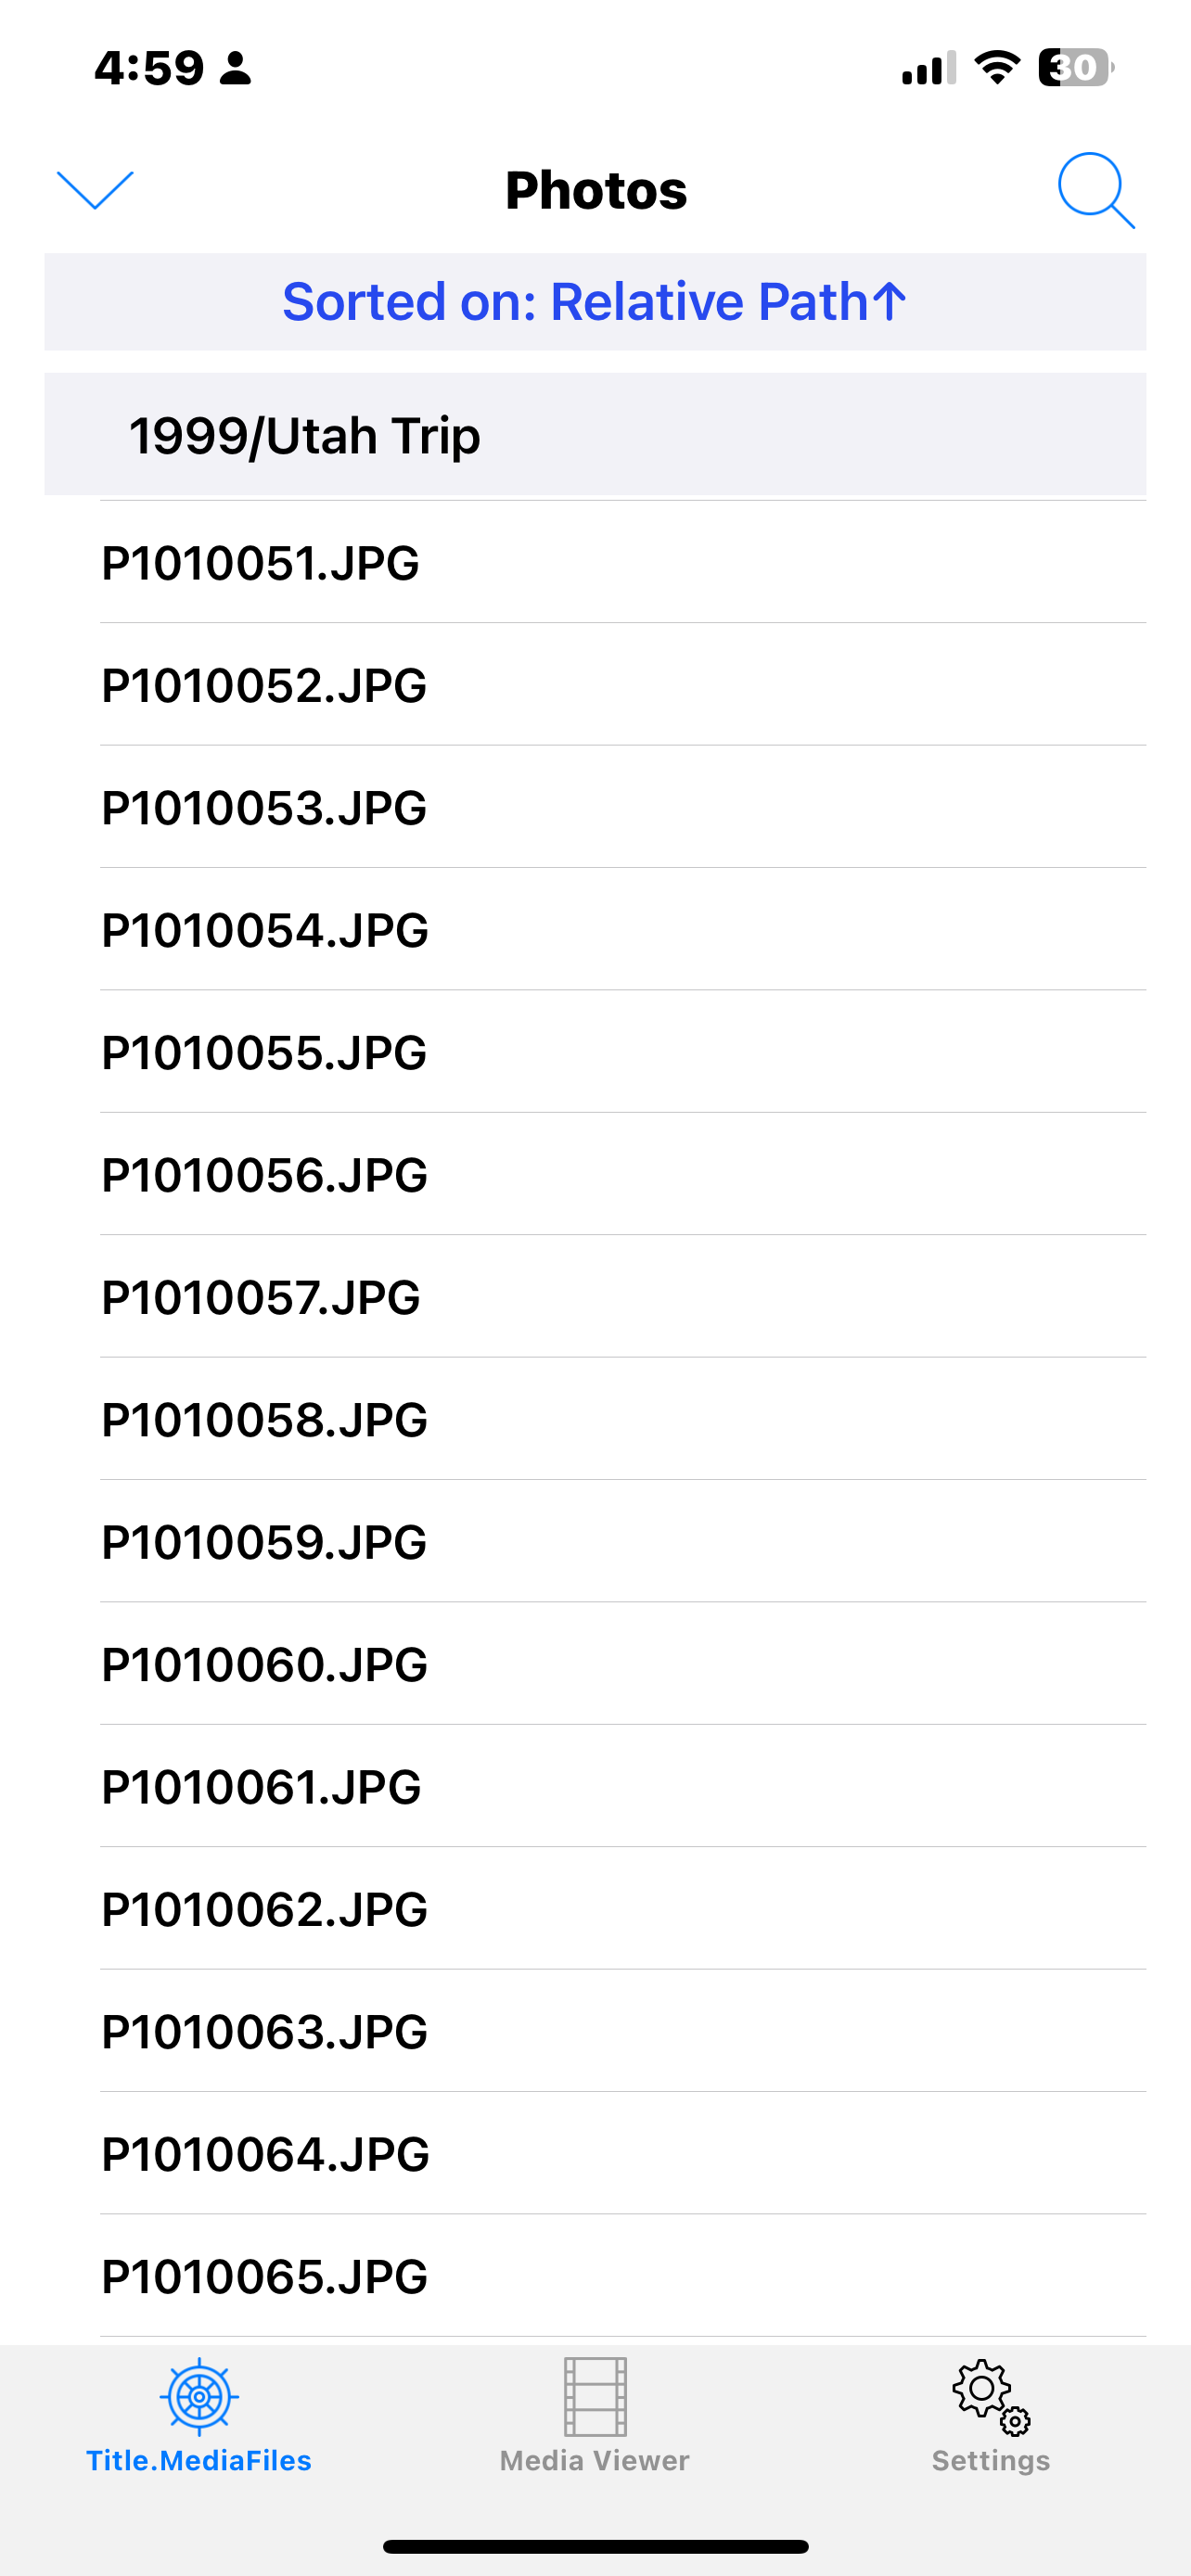 4:59
30
Photos
Sorted on: Relative Path↑
1999/Utah Trip
P1010051.JPG
P1010052.JPG
P1010053.JPG
P1010054.JPG
P1010055.JPG
P1010056.JPG
P1010057.JPG
P1010058.JPG
P1010059.JPG
P1010060.JPG
P1010061.JPG
P1010062.JPG
P1010063.JPG
P1010064.JPG
P1010065.JPG
Title.MediaFiles
Media Viewer
Settings